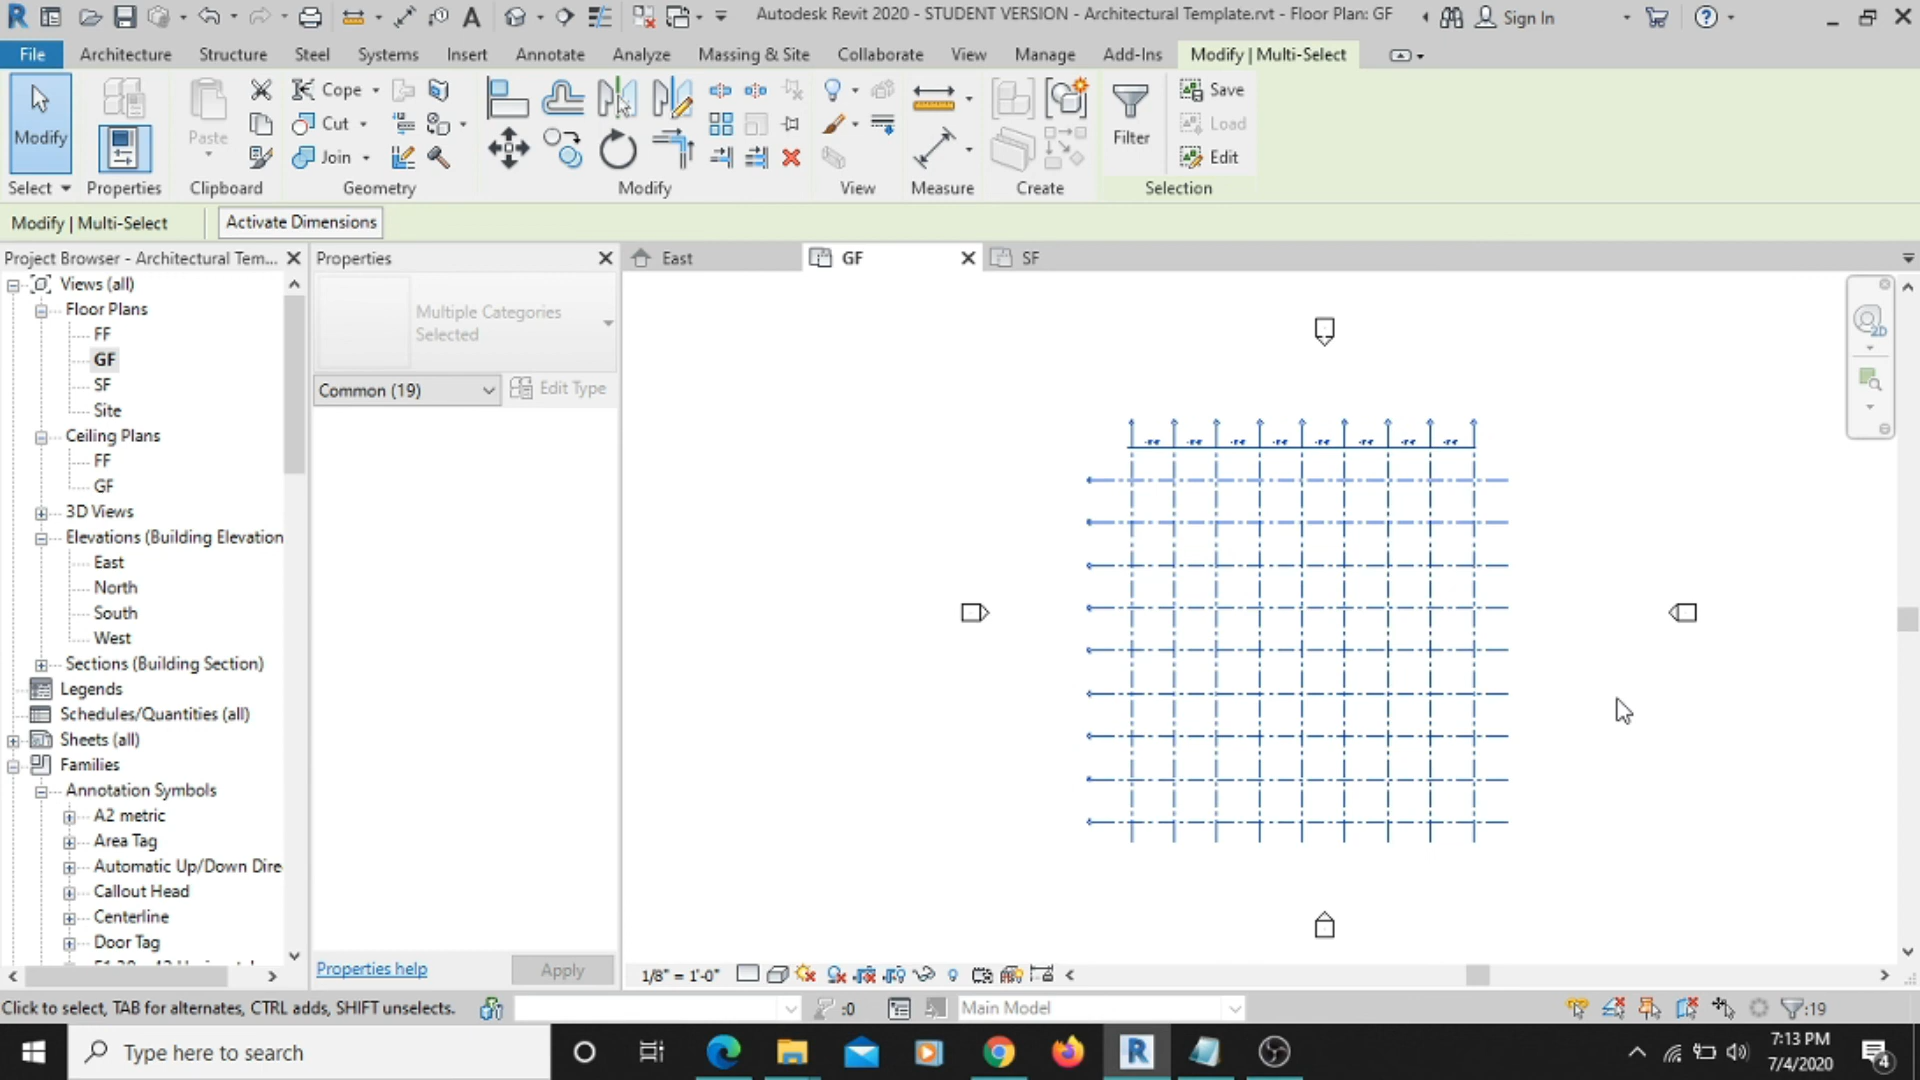 Autodesk Revit 2020 - STUDENT VERSION - Architectural Template.rvt - Floor Plan: GF
Sign In
File Architecture Structure Steel Systems Insert Annotate Analyze Massing & Site Collaborate View Manage Add-Ins Modify | Multi-Select
Modify
Paste
Cope
Cut
Join
Filter
Save
Load
Edit
Select Properties Clipboard Geometry Modify View Measure Create Selection
Modify | Multi-Select Activate Dimensions
Project Browser - Architectural Tem...
Properties
East GF SF
Views (all)
Floor Plans
FF
GF
SF
Site
Ceiling Plans
FF
GF
3D Views
Elevations (Building Elevation
East
North
South
West
Sections (Building Section)
Legends
Schedules/Quantities (all)
Sheets (all)
Families
Annotation Symbols
A2 metric
Area Tag
Automatic Up/Down Dire
Callout Head
Centerline
Door Tag
Multiple Categories
Selected
Common (19) Edit Type
Properties help Apply
2D
1/8" = 1'-0"
Click to select, TAB for alternates, CTRL adds, SHIFT unselects.
:0
Main Model
:19
Type here to search
7:13 PM
7/4/2020
4